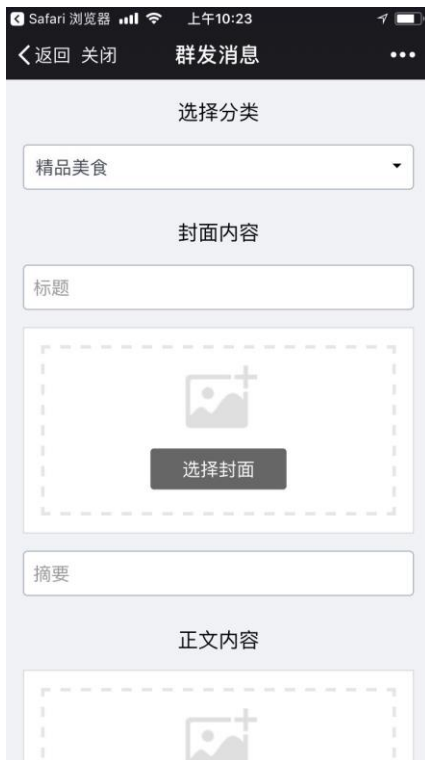 Safari 浏览器 上午10:23
返回 关闭 群发消息
选择分类
精品美食
封面内容
标题
选择封面
摘要
正文内容